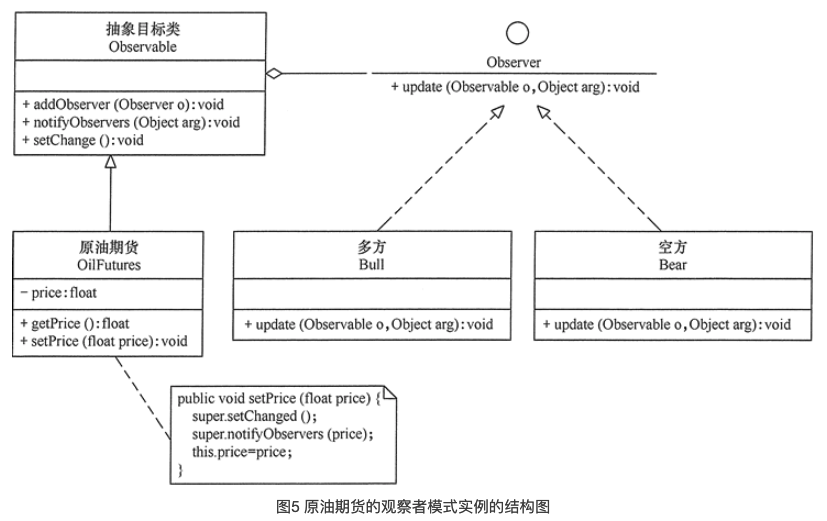 抽象目标类
Observable
+ addObserver (Observer o):void
+ notifyObservers (Object arg):void
+ setChange ():void
Observer
+ update (Observable o,Object arg):void
原油期货
OilFutures
− price:float
+ getPrice ():float
+ setPrice (float price):void
多方
Bull
+ update (Observable o,Object arg):void
空方
Bear
+ update (Observable o,Object arg):void
public void setPrice (float price) {
super.setChanged ();
super.notifyObservers (price);
this.price=price;
}
图5 原油期货的观察者模式实例的结构图